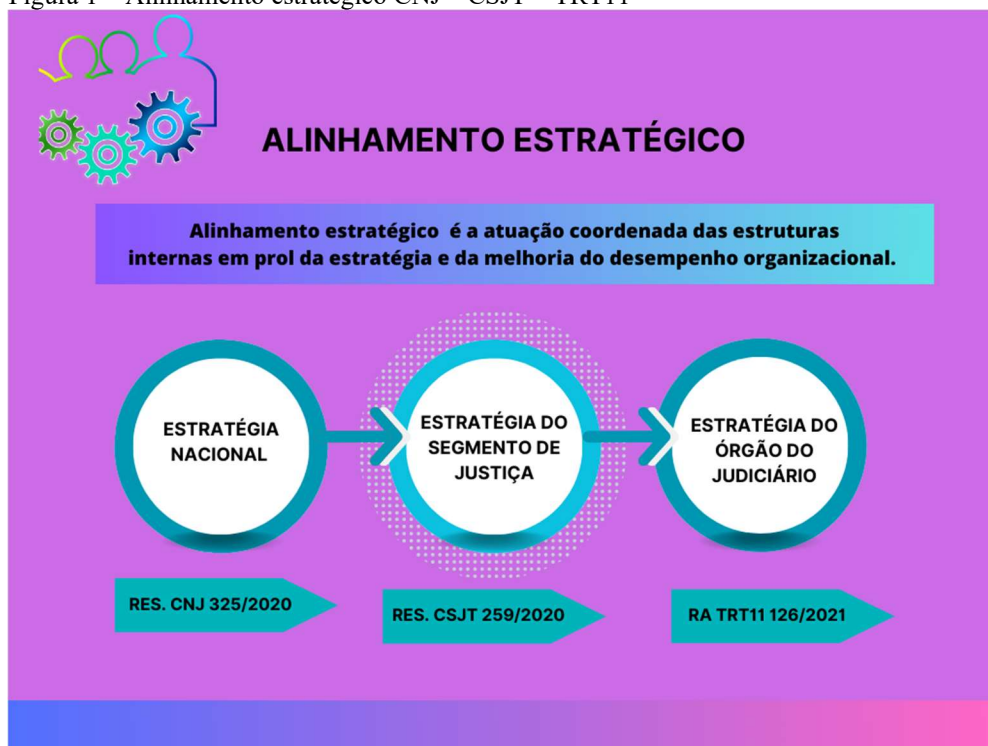 Figura 1 – Alinhamento estratégico CNJ – CSJT – TRT11
ALINHAMENTO ESTRATÉGICO
Alinhamento estratégico é a atuação coordenada das estruturas
internas em prol da estratégia e da melhoria do desempenho organizacional.
ESTRATÉGIA
NACIONAL
ESTRATÉGIA DO
SEGMENTO DE
JUSTIÇA
ESTRATÉGIA DO
ÓRGÃO DO
JUDICIÁRIO
RES. CNJ 325/2020
RES. CSJT 259/2020
RA TRT11 126/2021